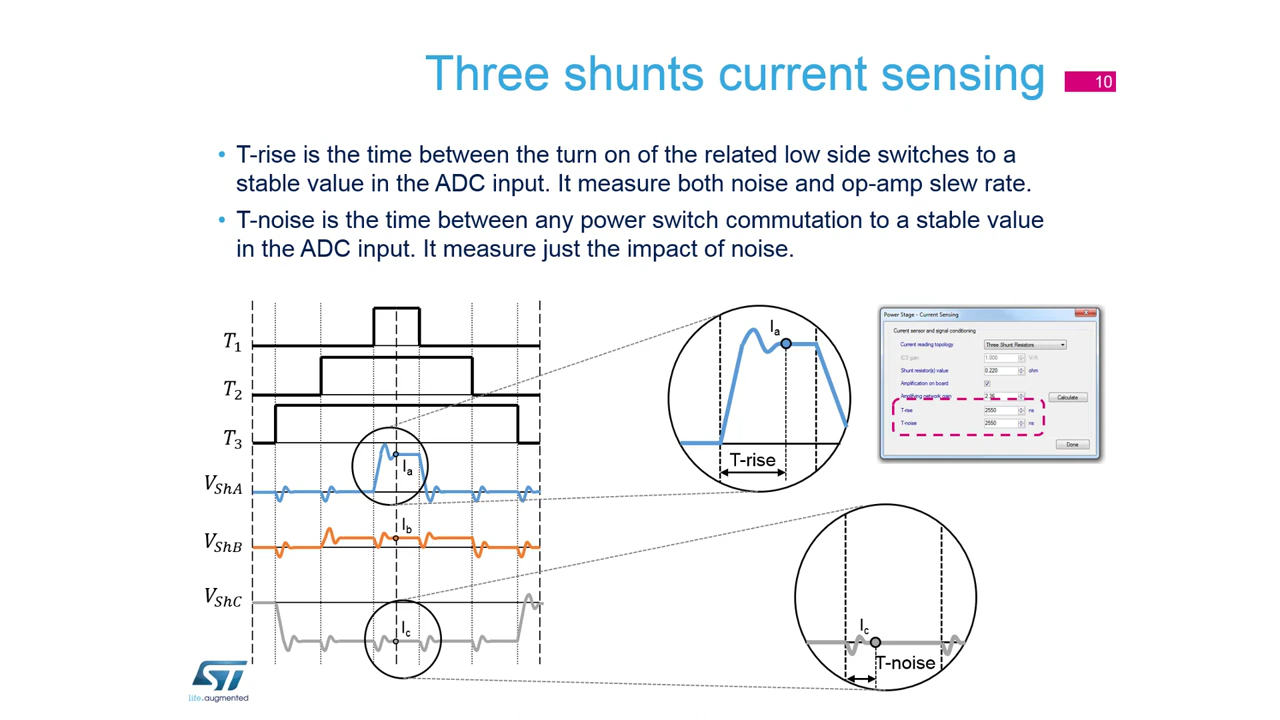 Three shunts current sensing
10
• T-rise is the time between the turn on of the related low side switches to a
stable value in the ADC input. It measure both noise and op-amp slew rate.
• T-noise is the time between any power switch commutation to a stable value
in the ADC input. It measure just the impact of noise.
T1
T2
T3
VShA
Ia
VShB
Ib
VShC
Ic
Ia
T-rise
Power Stage - Current Sensing
Current sensor and signal conditioning
Current reading topology Three Shunt Resistors
ICS gain 1.000 V/A
Shunt resistor(s) value 0.220 ohm
Amplification on board
Amplifying network gain Calculate
T-rise 2550 ns
T-noise 2550 ns
Done
Ic
T-noise
ST
life.augmented